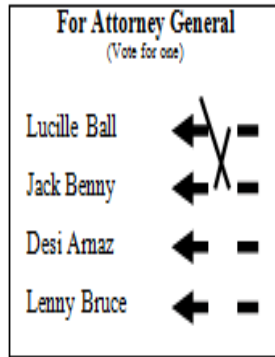 For Attorney General
(Vote for one)
Lucille Ball
Jack Benny
Desi Arnaz
Lenny Bruce